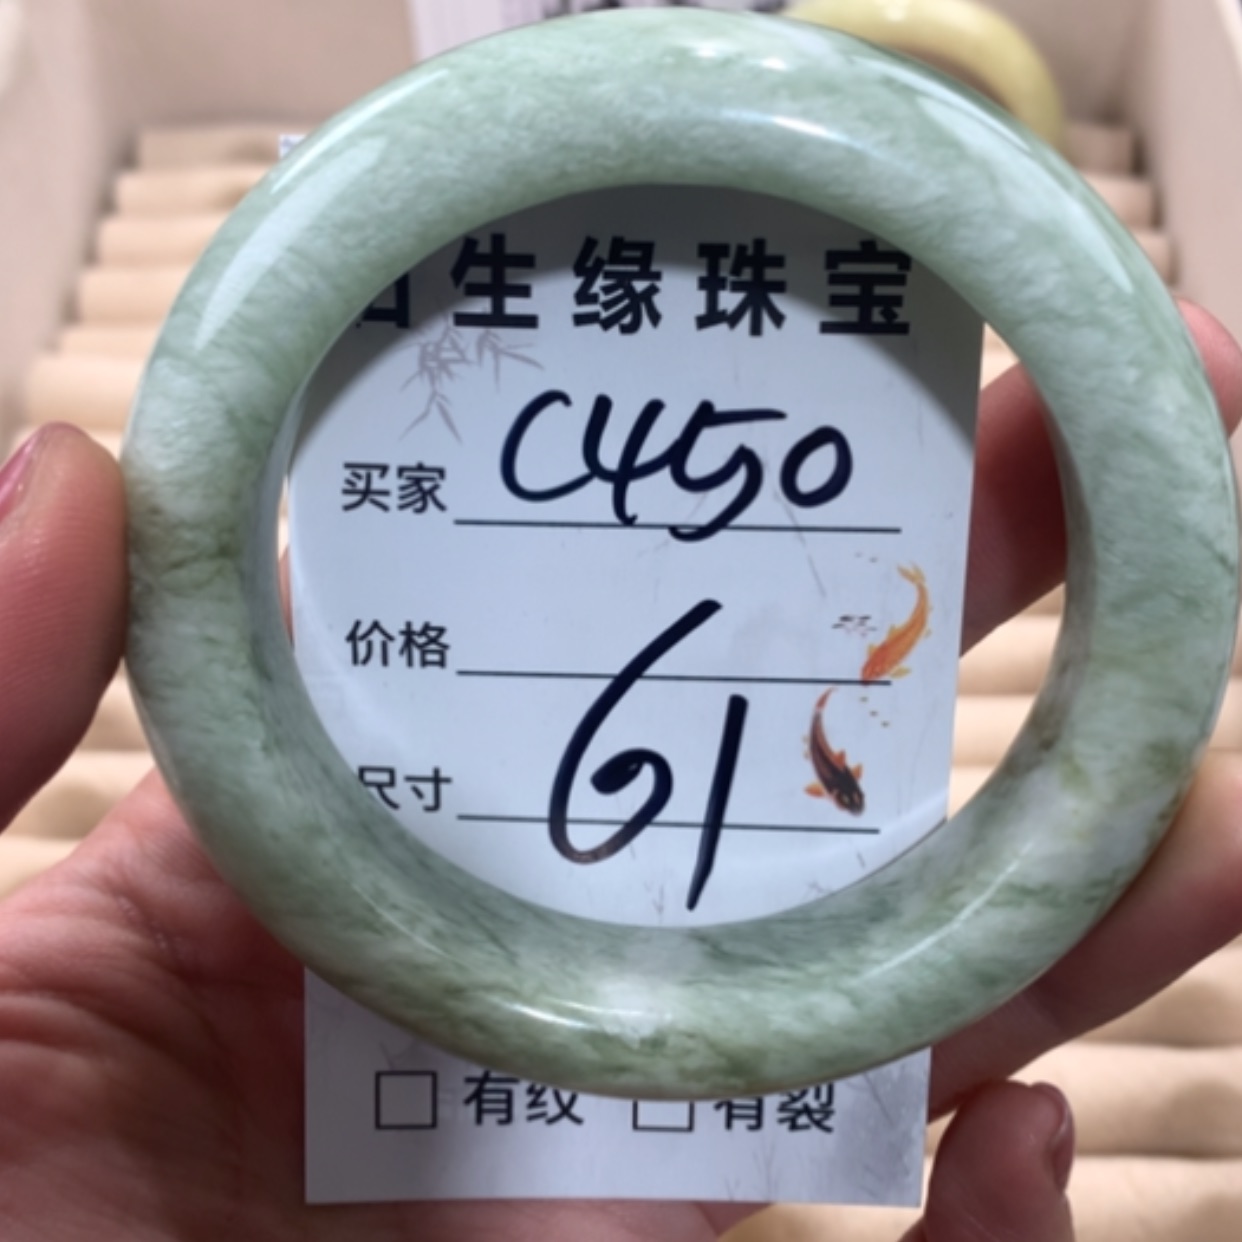 生缘珠宝
买家 C450
价格
尺寸 61
有纹 有裂